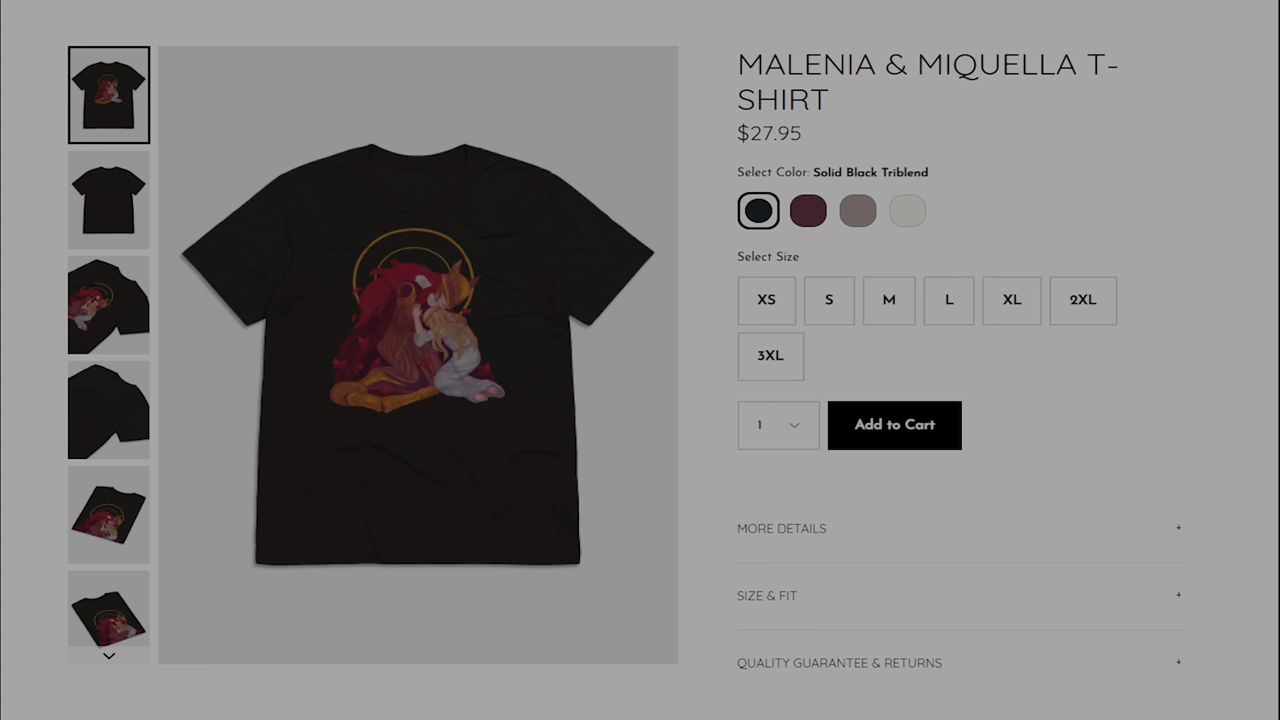 MALENIA & MIQUELLA T-
SHIRT
$27.95
Select Color: Solid Black Triblend
Select Size
XS S M L XL 2XL
3XL
1 Add to Cart
MORE DETAILS +
SIZE & FIT +
QUALITY GUARANTEE & RETURNS +